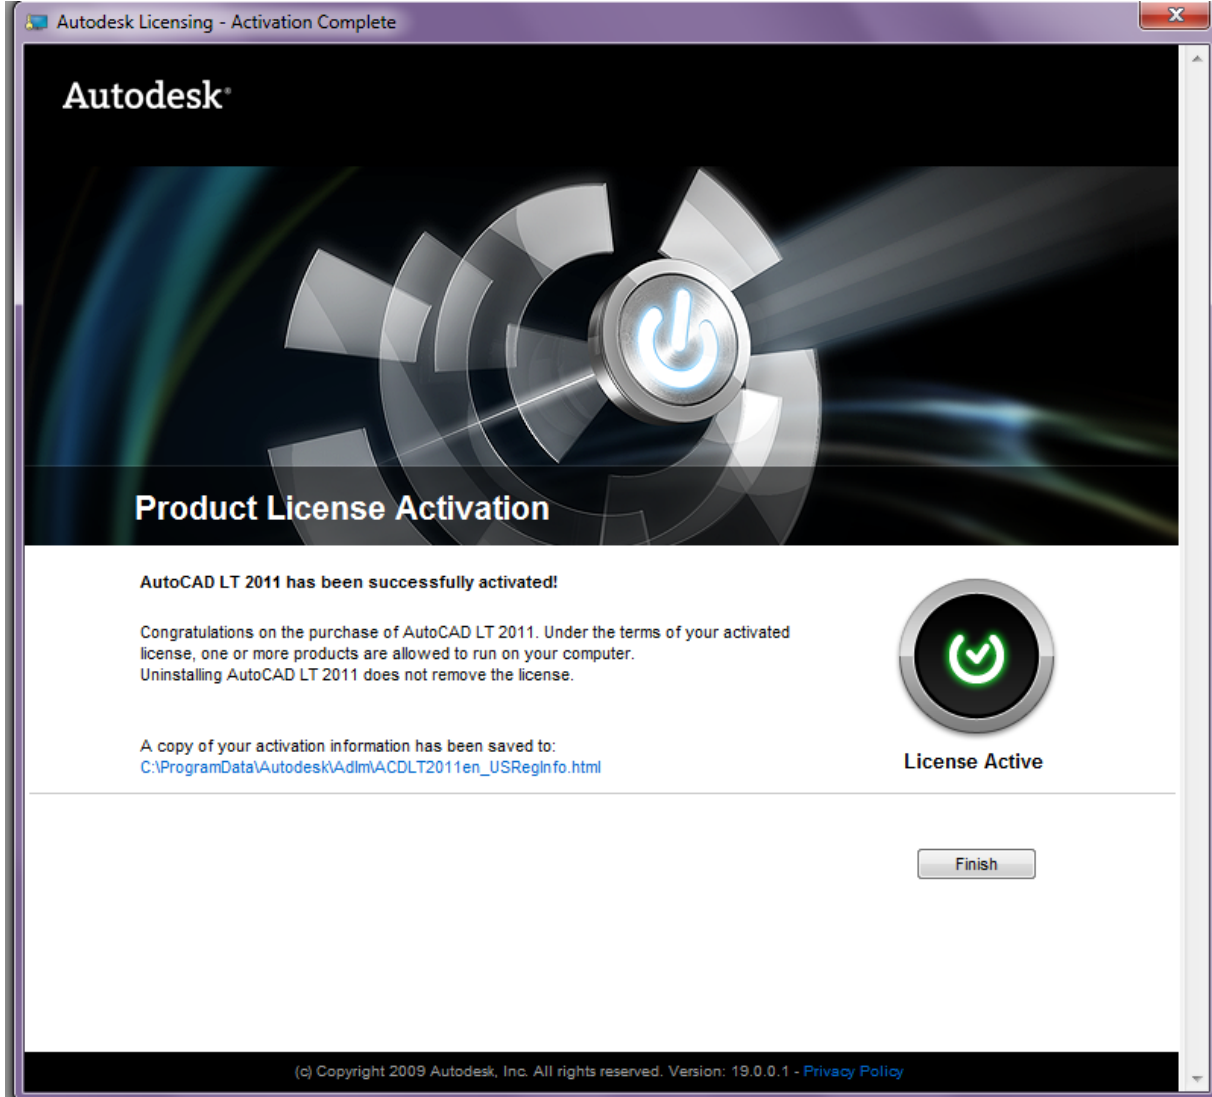 Autodesk Licensing - Activation Complete
Autodesk®
Product License Activation
AutoCAD LT 2011 has been successfully activated!
Congratulations on the purchase of AutoCAD LT 2011. Under the terms of your activated
license, one or more products are allowed to run on your computer.
Uninstalling AutoCAD LT 2011 does not remove the license.
A copy of your activation information has been saved to:
C:\ProgramData\Autodesk\Adlm\ACDLT2011en_USRegInfo.html
License Active
Finish
(c) Copyright 2009 Autodesk, Inc. All rights reserved. Version: 19.0.0.1 - Privacy Policy